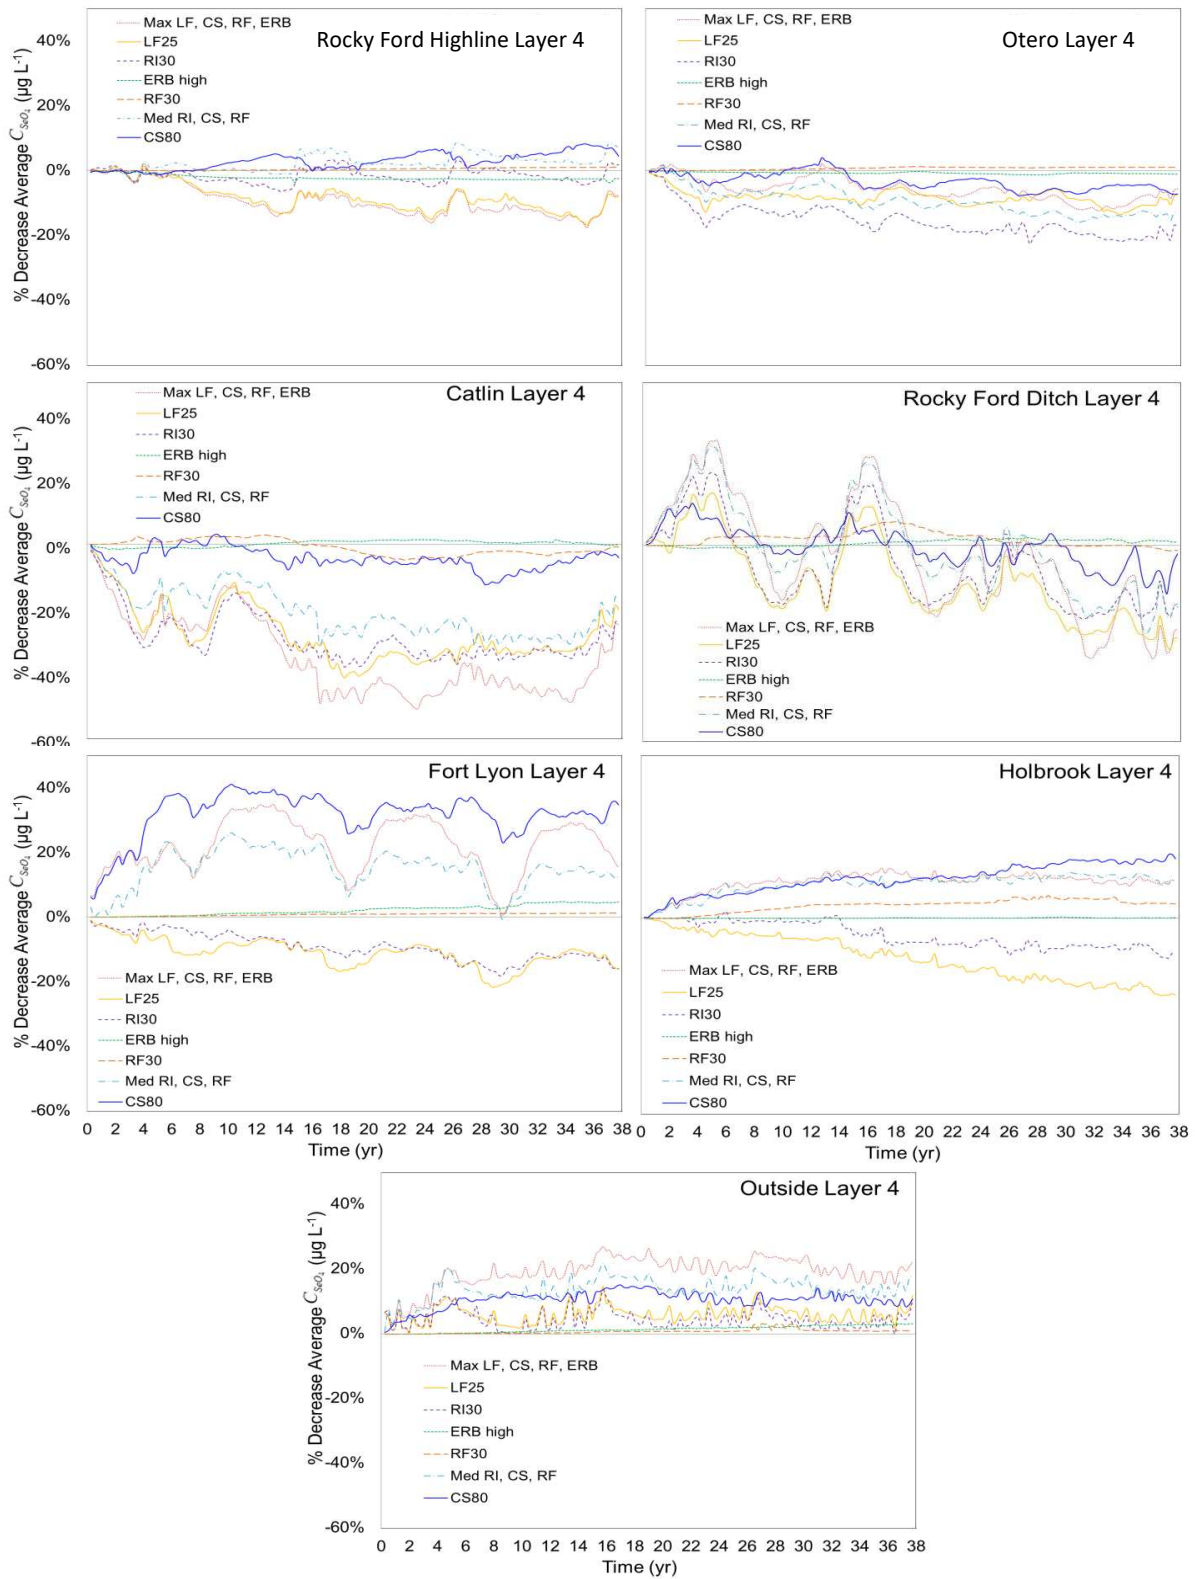 % Decrease Average C SeO₄ (µg L⁻¹)
40%
20%
0%
-20%
-40%
-60%
Rocky Ford Highline Layer 4
Max LF, CS, RF, ERB
LF25
RI30
ERB high
RF30
Med RI, CS, RF
CS80
Otero Layer 4
Max LF, CS, RF, ERB
LF25
RI30
ERB high
RF30
Med RI, CS, RF
CS80
% Decrease Average C SeO₄ (µg L⁻¹)
40%
20%
0%
-20%
-40%
-60%
Catlin Layer 4
Max LF, CS, RF, ERB
LF25
RI30
ERB high
RF30
Med RI, CS, RF
CS80
Rocky Ford Ditch Layer 4
Max LF, CS, RF, ERB
LF25
RI30
ERB high
RF30
Med RI, CS, RF
CS80
% Decrease Average C SeO₄ (µg L⁻¹)
40%
20%
0%
-20%
-40%
-60%
Fort Lyon Layer 4
Max LF, CS, RF, ERB
LF25
RI30
ERB high
RF30
Med RI, CS, RF
CS80
0 2 4 6 8 10 12 14 16 18 20 22 24 26 28 30 32 34 36 38
Time (yr)
Holbrook Layer 4
Max LF, CS, RF, ERB
LF25
RI30
ERB high
RF30
Med RI, CS, RF
CS80
0 2 4 6 8 10 12 14 16 18 20 22 24 26 28 30 32 34 36 38
Time (yr)
% Decrease Average C SeO₄ (µg L⁻¹)
40%
20%
0%
-20%
-40%
-60%
Outside Layer 4
Max LF, CS, RF, ERB
LF25
RI30
ERB high
RF30
Med RI, CS, RF
CS80
0 2 4 6 8 10 12 14 16 18 20 22 24 26 28 30 32 34 36 38
Time (yr)